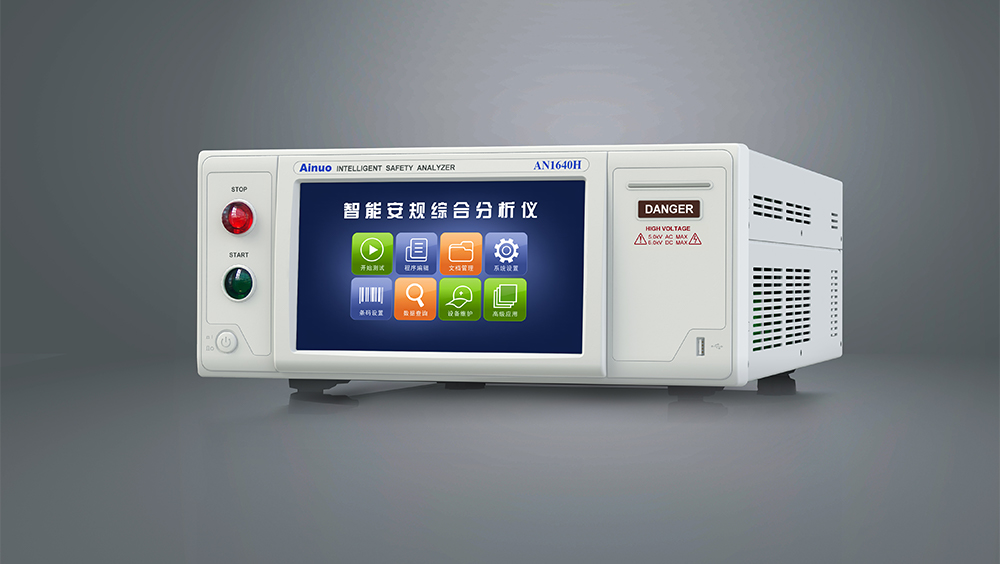 Ainuo INTELLIGENT SAFETY ANALYZER
AN1640H
STOP
START
智能安规综合分析仪
开始测试
程序编辑
文档管理
系统设置
条码设置
数据查询
设备维护
高级应用
DANGER
HIGH VOLTAGE
5.0kV AC MAX
6.0kV DC MAX